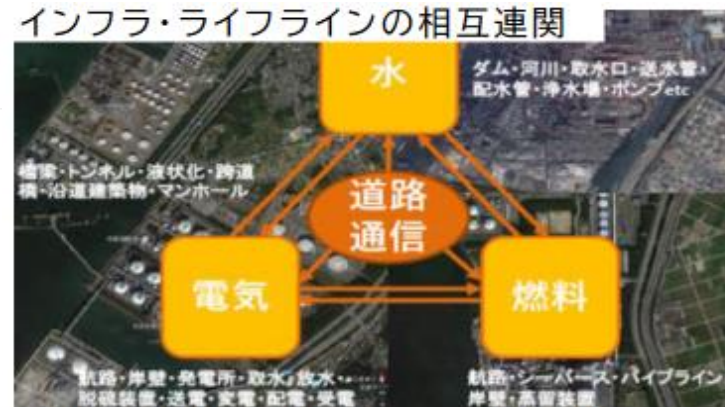 インフラ・ライフラインの相互連関
水
ダム・河川・取水口・送水管・
配水管・浄水場・ポンプetc
橋梁・トンネル・液状化・跨道
橋・沿道建築物・マンホール
道路
通信
電気
燃料
航路・岸壁・発電所・取水・放水・
脱硫装置・送電・変電・配電・受電
航路・シーバース・パイプライン
岸壁・蒸留装置